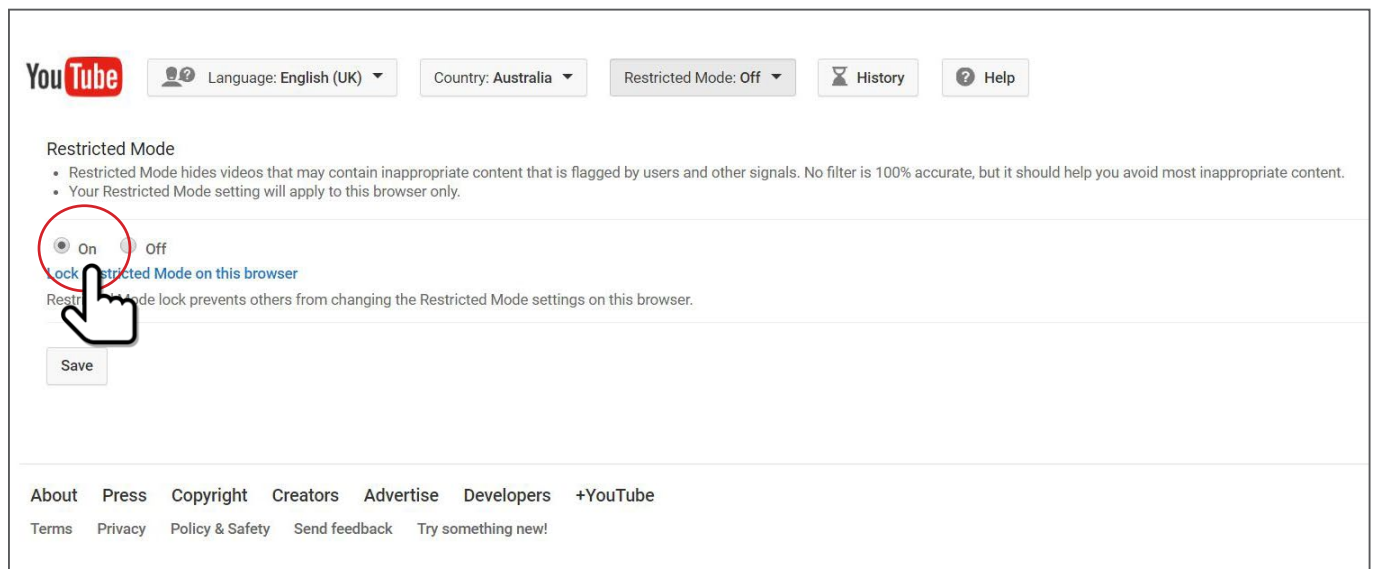 YouTube Language: English (UK) Country: Australia Restricted Mode: Off History Help
Restricted Mode
• Restricted Mode hides videos that may contain inappropriate content that is flagged by users and other signals. No filter is 100% accurate, but it should help you avoid most inappropriate content.
• Your Restricted Mode setting will apply to this browser only.
On Off
Lock Restricted Mode on this browser
Restricted Mode lock prevents others from changing the Restricted Mode settings on this browser.
Save
About Press Copyright Creators Advertise Developers +YouTube
Terms Privacy Policy & Safety Send feedback Try something new!